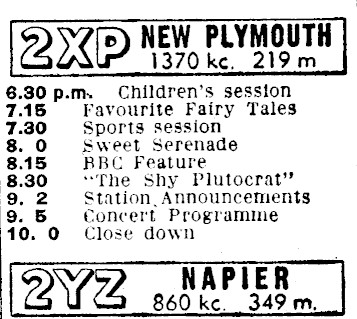 2XP NEW PLYMOUTH
1370 kc. 219 m
6.30 p.m. Children's session
7.15 Favourite Fairy Tales
7.30 Sports session
8. 0 Sweet Serenade
8.15 BBC Feature
8.30 "The Shy Plutocrat"
9. 2 Station Announcements
9. 5 Concert Programme
10. 0 Close down
2YZ NAPIER
860 kc. 349 m.